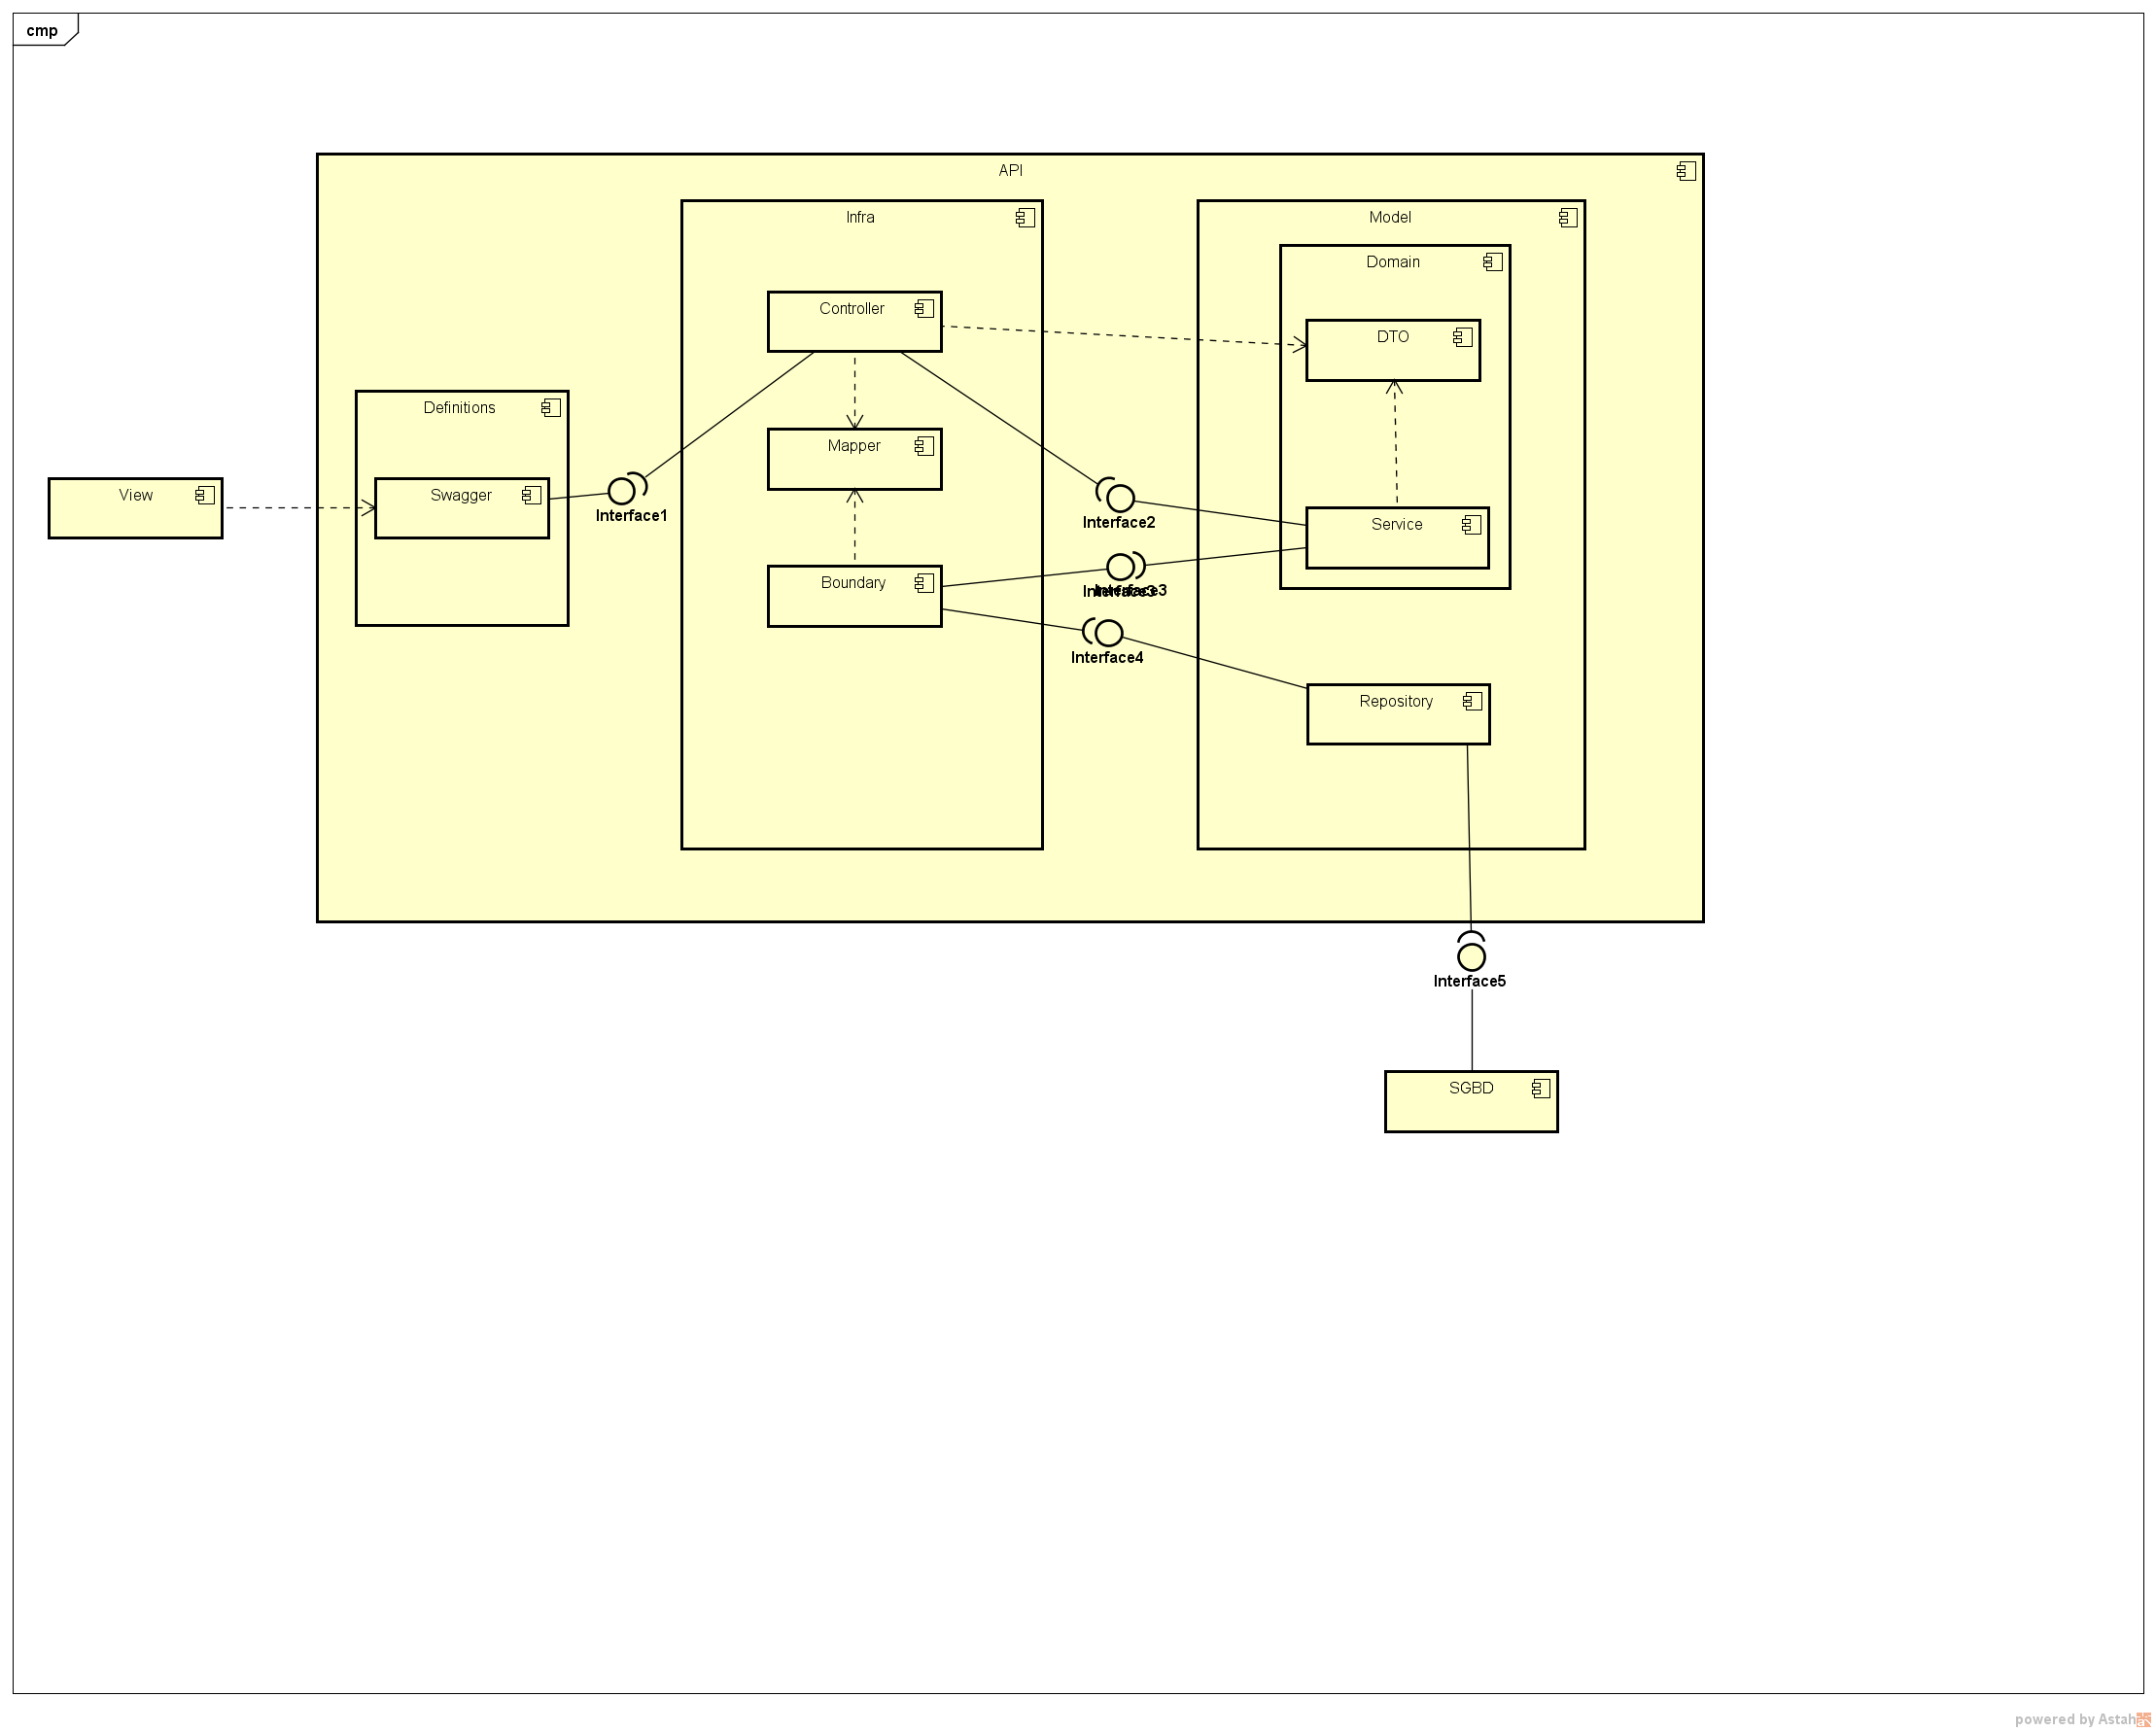 cmp
API
Infra
Model
Domain
Controller
DTO
Definitions
Mapper
View
Swagger
Interface1
Interface2
Service
Boundary
Interface3
Interface3
Interface4
Repository
Interface5
SGBD
powered by Astah